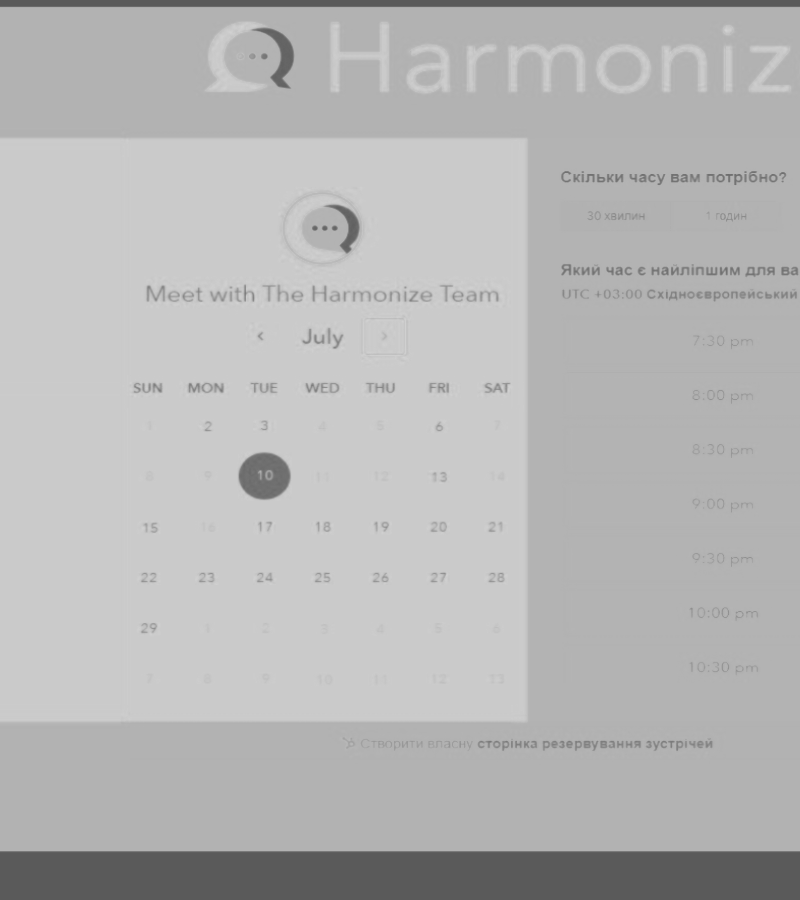 Harmoniz
Meet with The Harmonize Team
July
SUN MON TUE WED THU FRI SAT
1 2 3 4 5 6 7
8 9 10 11 12 13 14
15 16 17 18 19 20 21
22 23 24 25 26 27 28
29 1 2 3 4 5 6
7 8 9 10 11 12 13
Скільки часу вам потрібно?
30 хвилин 1 годин
Який час є найліпшим для ва
UTC +03:00 Східноєвропейський
7:30 pm
8:00 pm
8:30 pm
9:00 pm
9:30 pm
10:00 pm
10:30 pm
Створити власну сторінка резервування зустрічей